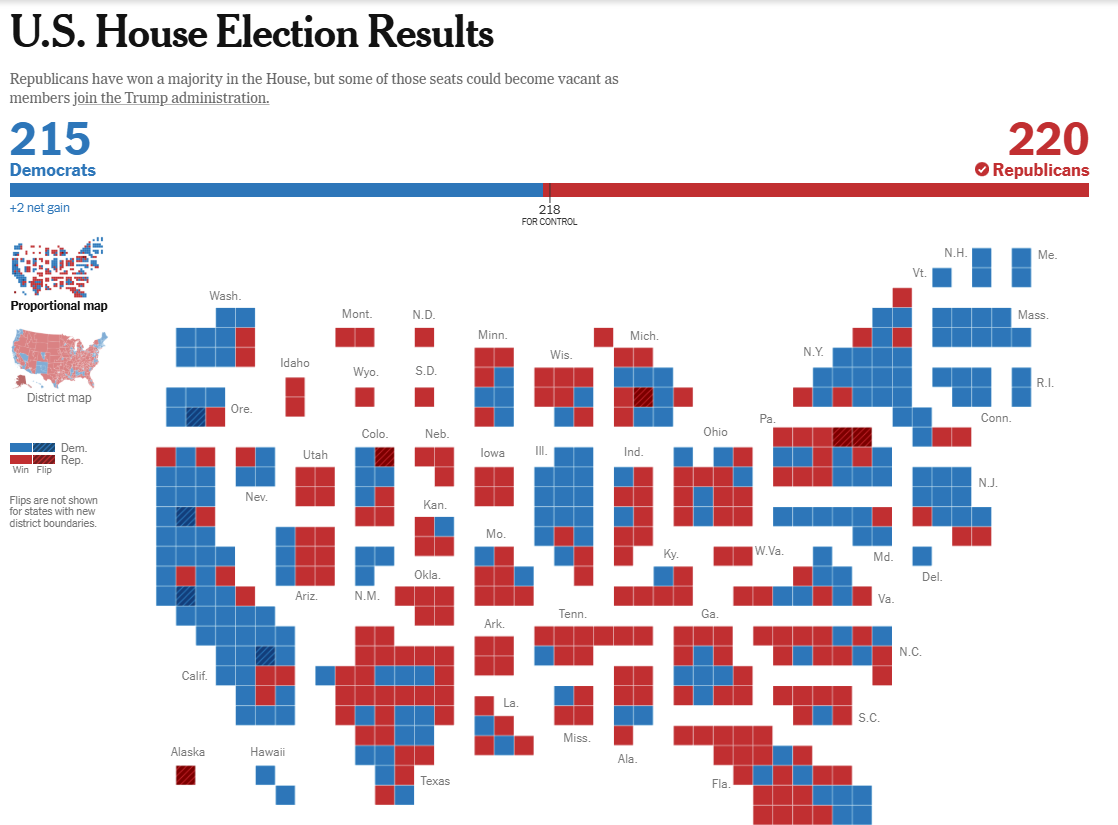 U.S. House Election Results
Republicans have won a majority in the House, but some of those seats could become vacant as
members join the Trump administration.
215
220
Democrats
Republicans
+2 net gain
218
FOR CONTROL
N.H.
Me.
Vt.
Proportional map
Wash.
Mont.
N.D.
Minn.
Mich.
Mass.
Wis.
N.Y.
Idaho
Wyo.
S.D.
R.I.
District map
Ore.
Pa.
Conn.
Colo.
Neb.
Ohio
Dem.
Rep.
Win Flip
Utah
Iowa
Ill.
Ind.
Nev.
N.J.
Flips are not shown
for states with new
district boundaries.
Kan.
Mo.
Ky.
W.Va.
Md.
Okla.
Del.
Ariz.
N.M.
Va.
Ark.
Tenn.
Ga.
N.C.
Calif.
La.
S.C.
Miss.
Alaska
Hawaii
Ala.
Texas
Fla.